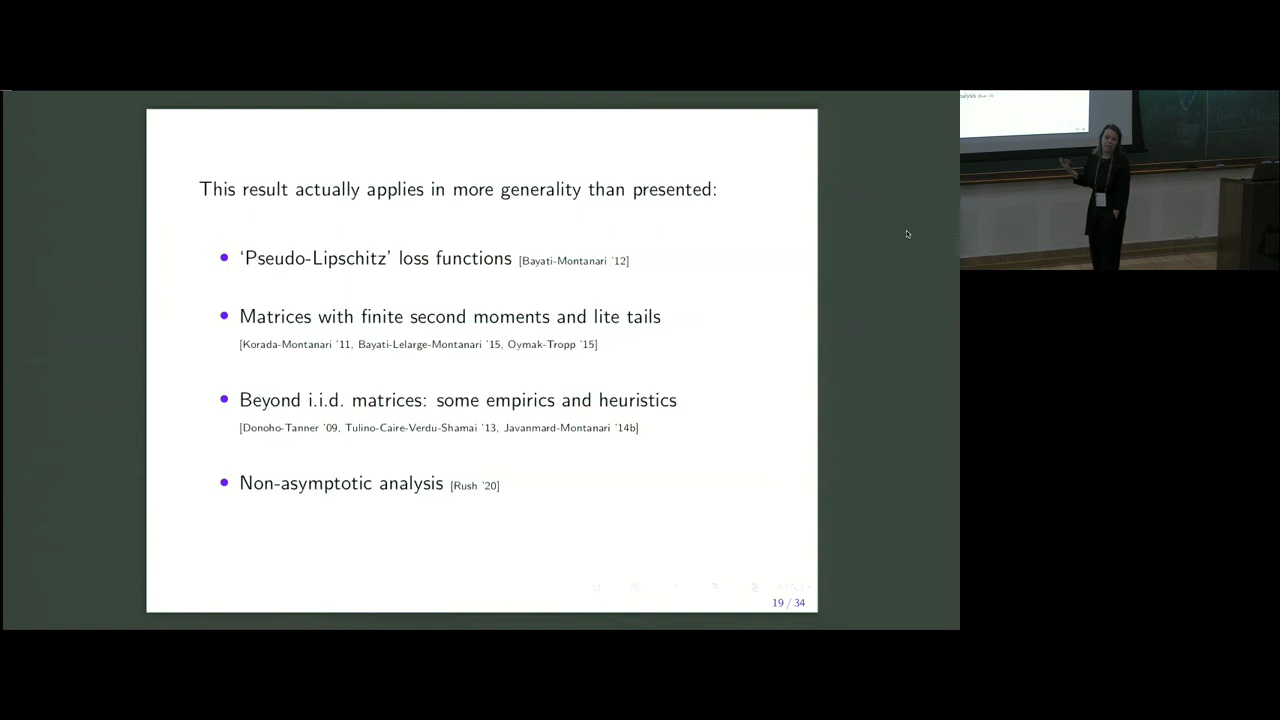 This result actually applies in more generality than presented:
• ‘Pseudo-Lipschitz’ loss functions [Bayati-Montanari '12]
• Matrices with finite second moments and lite tails
[Korada-Montanari '11, Bayati-Lelarge-Montanari '15, Oymak-Tropp '15]
• Beyond i.i.d. matrices: some empirics and heuristics
[Donoho-Tanner '09, Tulino-Caire-Verdu-Shamai '13, Javanmard-Montanari '14b]
• Non-asymptotic analysis [Rush '20]
19 / 34